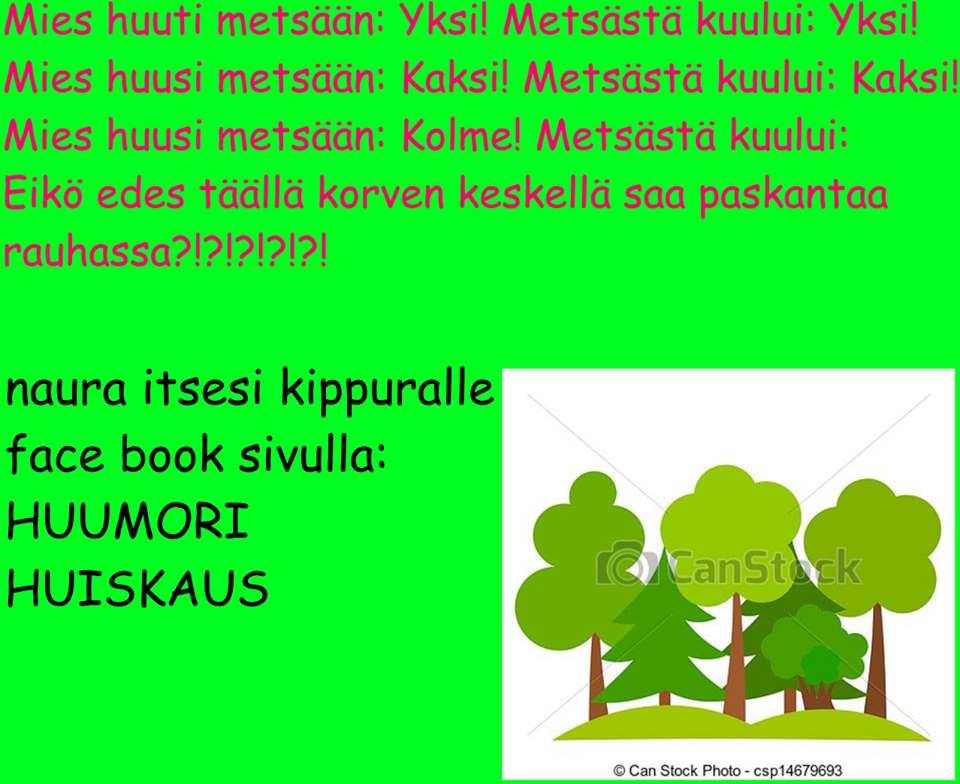 Mies huuti metsään: Yksi! Metsästä kuului: Yksi!
Mies huusi metsään: Kaksi! Metsästä kuului: Kaksi!
Mies huusi metsään: Kolme! Metsästä kuului:
Eikö edes täällä korven keskellä saa paskantaa
rauhassa?!?!?!?!?!
naura itsesi kippuralle
face book sivulla:
HUUMORI
HUISKAUS
CanStock
© Can Stock Photo - csp14679693